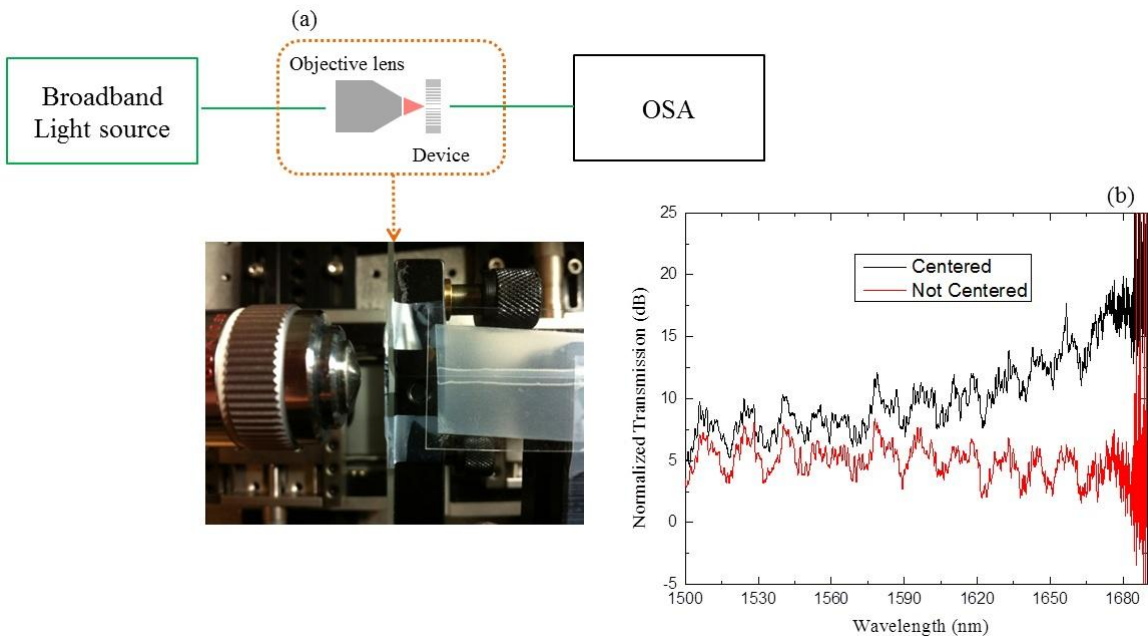 (a)
Broadband
Light source
Objective lens
Device
OSA
(b)
Centered
Not Centered
Normalized Transmission (dB)
25
20
15
10
5
0
-5
1500 1530 1560 1590 1620 1650 1680
Wavelength (nm)